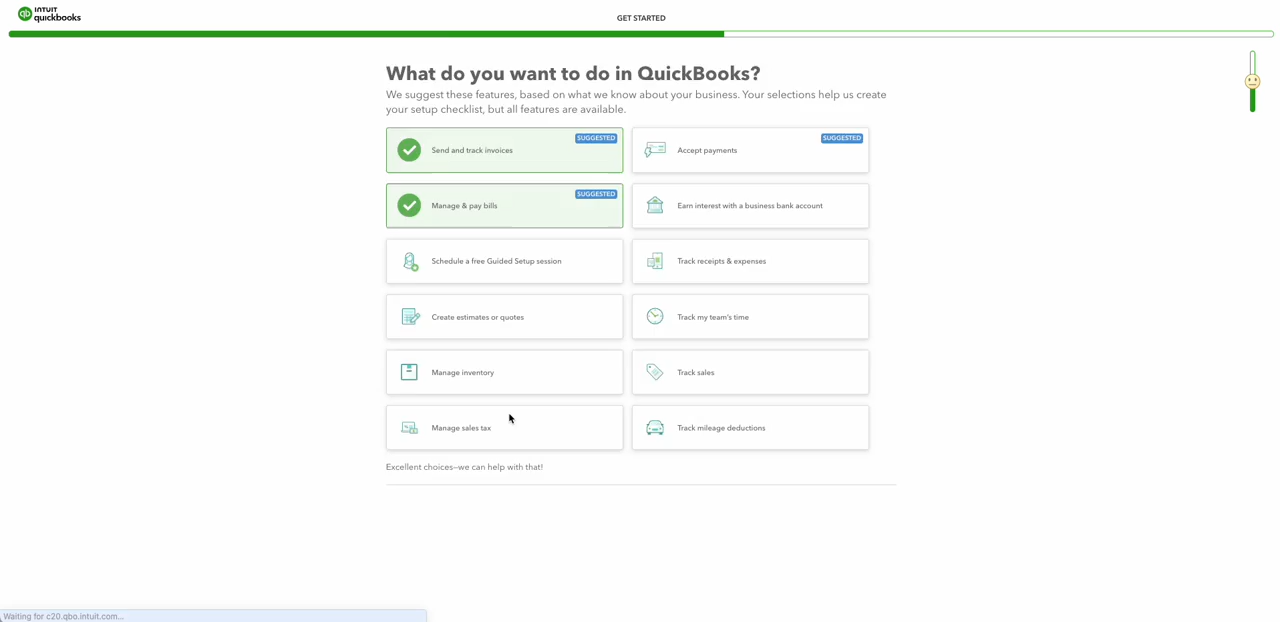 qb INTUIT
quickbooks
GET STARTED
What do you want to do in QuickBooks?
We suggest these features, based on what we know about your business. Your selections help us create
your setup checklist, but all features are available.
SUGGESTED
Send and track invoices
SUGGESTED
Accept payments
SUGGESTED
Manage & pay bills
Earn interest with a business bank account
Schedule a free Guided Setup session
Track receipts & expenses
Create estimates or quotes
Track my team's time
Manage inventory
Track sales
Manage sales tax
Track mileage deductions
Excellent choices—we can help with that!
Waiting for c20.qbo.intuit.com...